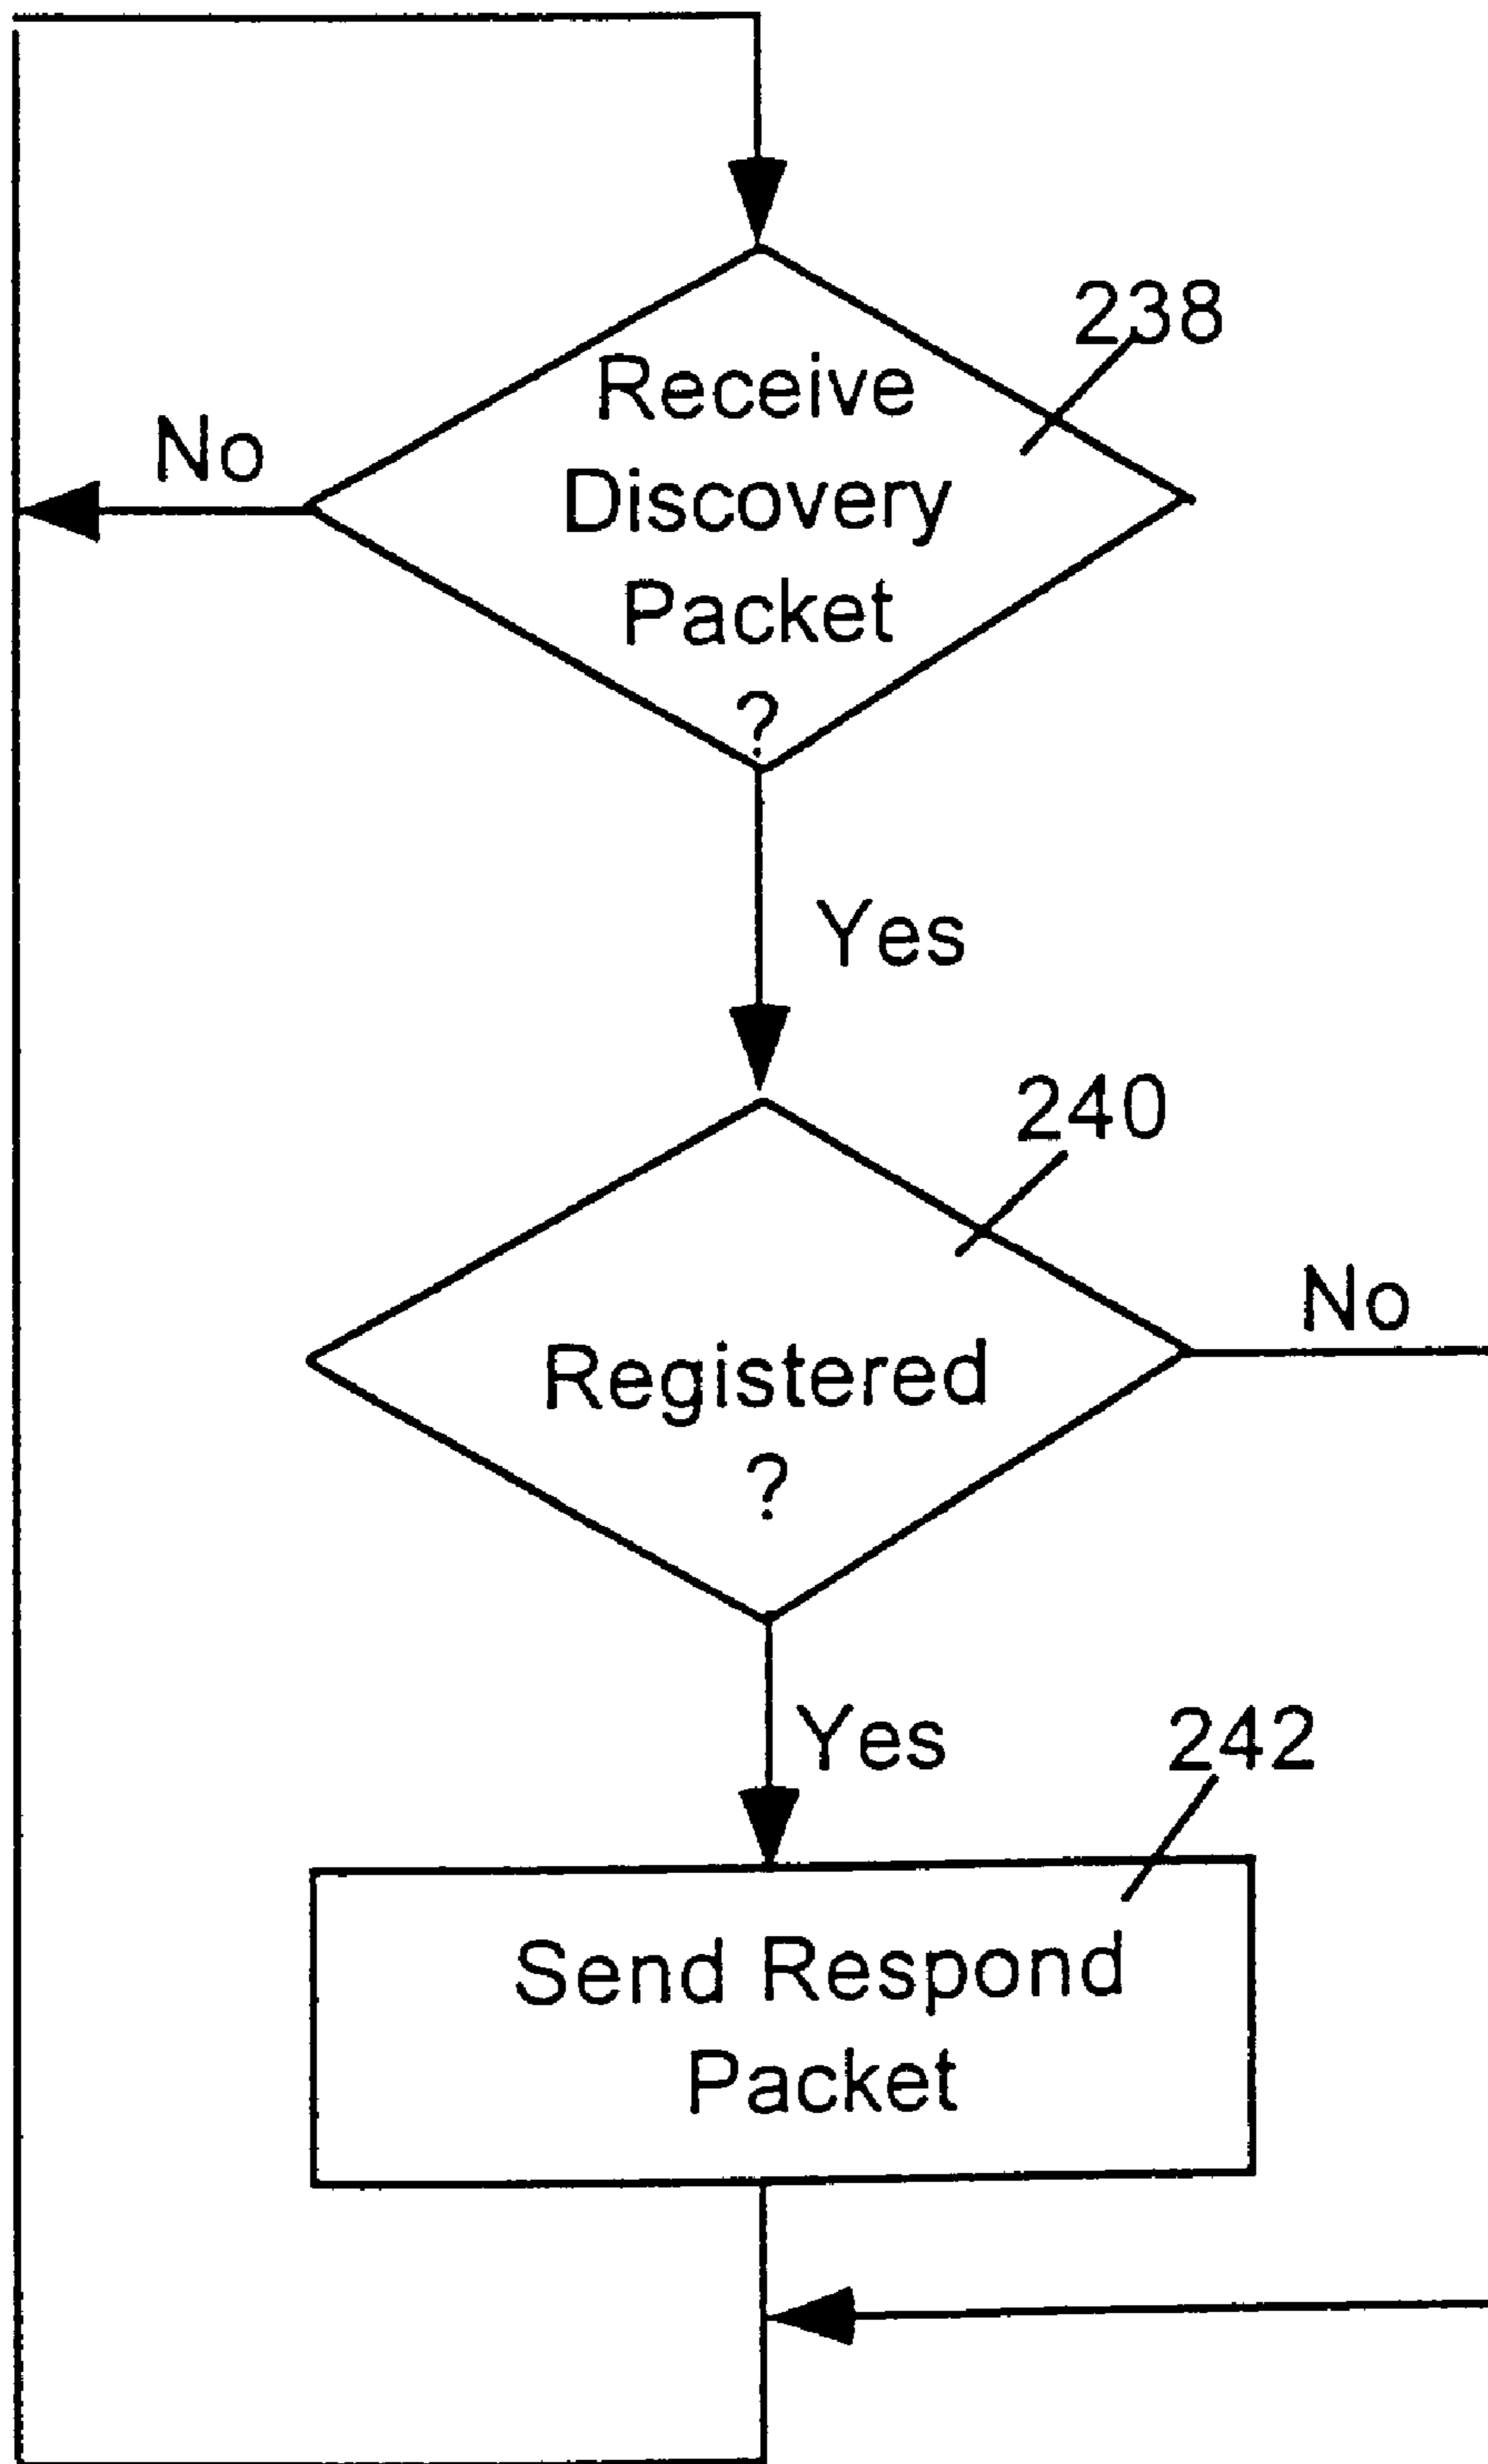 238
Receive
Discovery
Packet
?
No
Yes
240
Registered
?
No
Yes
242
Send Respond
Packet